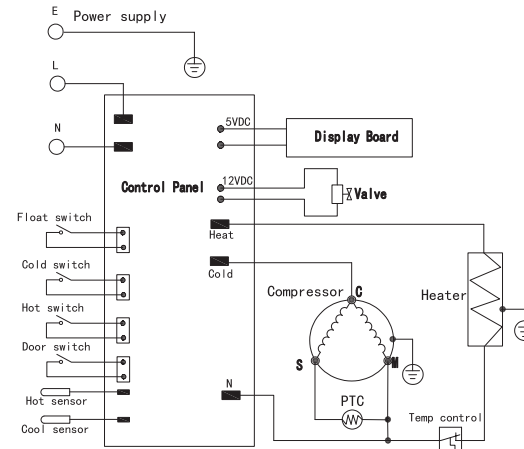 E
Power supply
L
N
5VDC
Display Board
Control Panel
12VDC
Valve
Float switch
Heat
Cold switch
Cold
Compressor
C
Heater
Hot switch
Door switch
S
M
Hot sensor
N
PTC
Temp control
Cool sensor